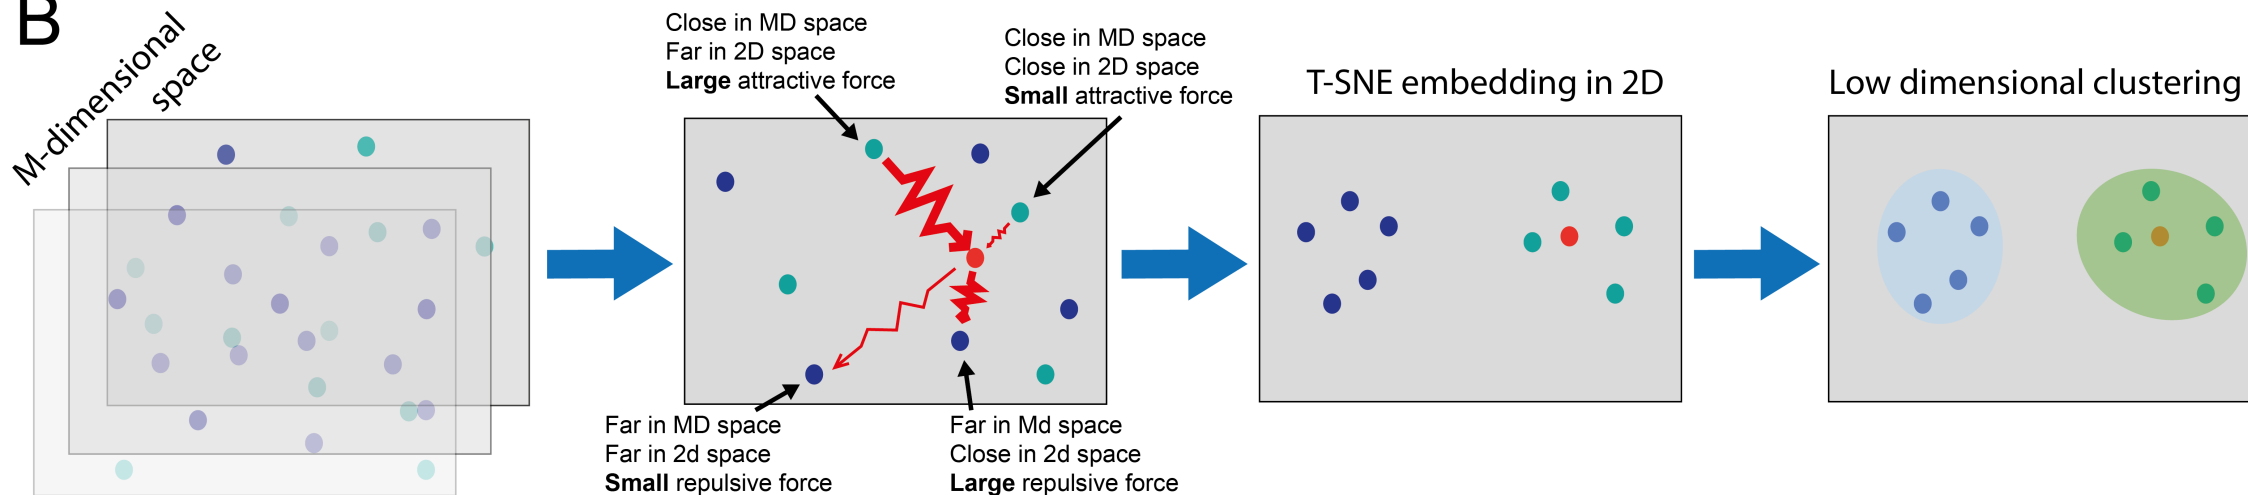 B
M-dimensional
space
Close in MD space
Far in 2D space
Large attractive force
Close in MD space
Close in 2D space
Small attractive force
Far in MD space
Far in 2d space
Small repulsive force
Far in Md space
Close in 2d space
Large repulsive force
T-SNE embedding in 2D
Low dimensional clustering